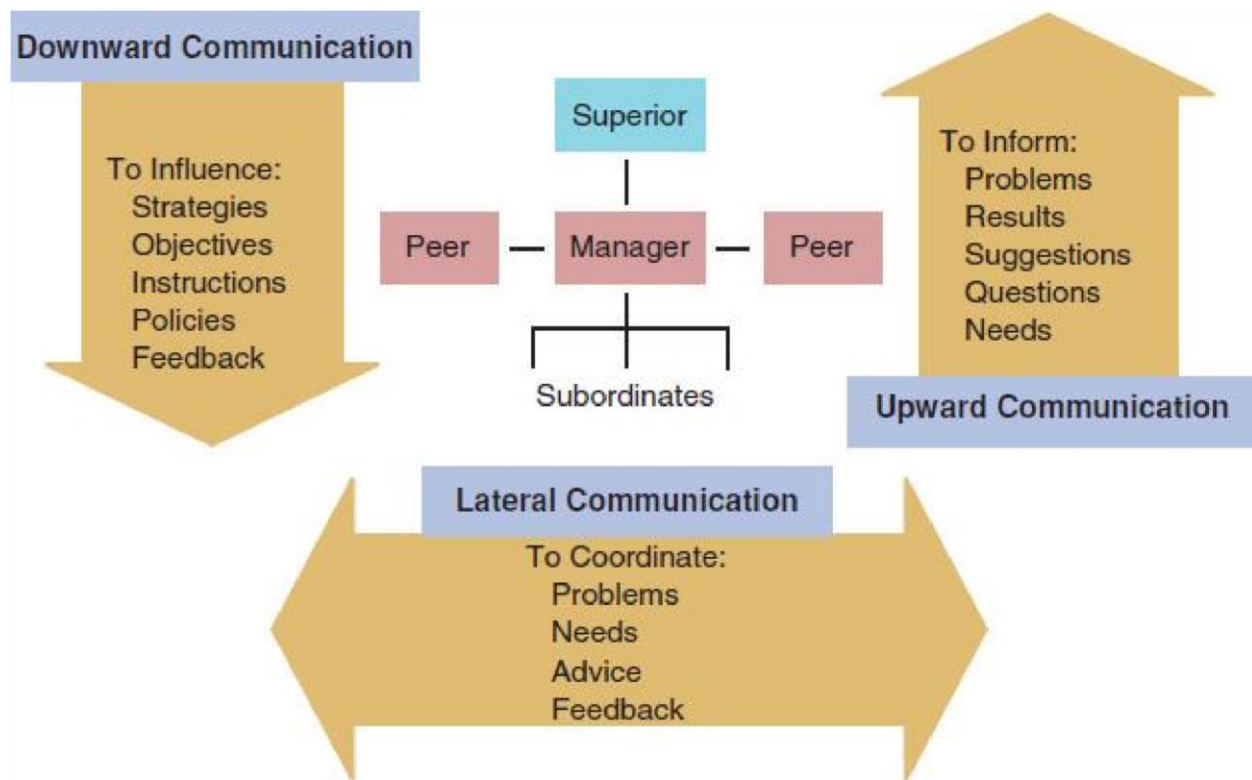 Downward Communication
To Influence:
Strategies
Objectives
Instructions
Policies
Feedback
Superior
Peer
Manager
Peer
Subordinates
To Inform:
Problems
Results
Suggestions
Questions
Needs
Upward Communication
Lateral Communication
To Coordinate:
Problems
Needs
Advice
Feedback